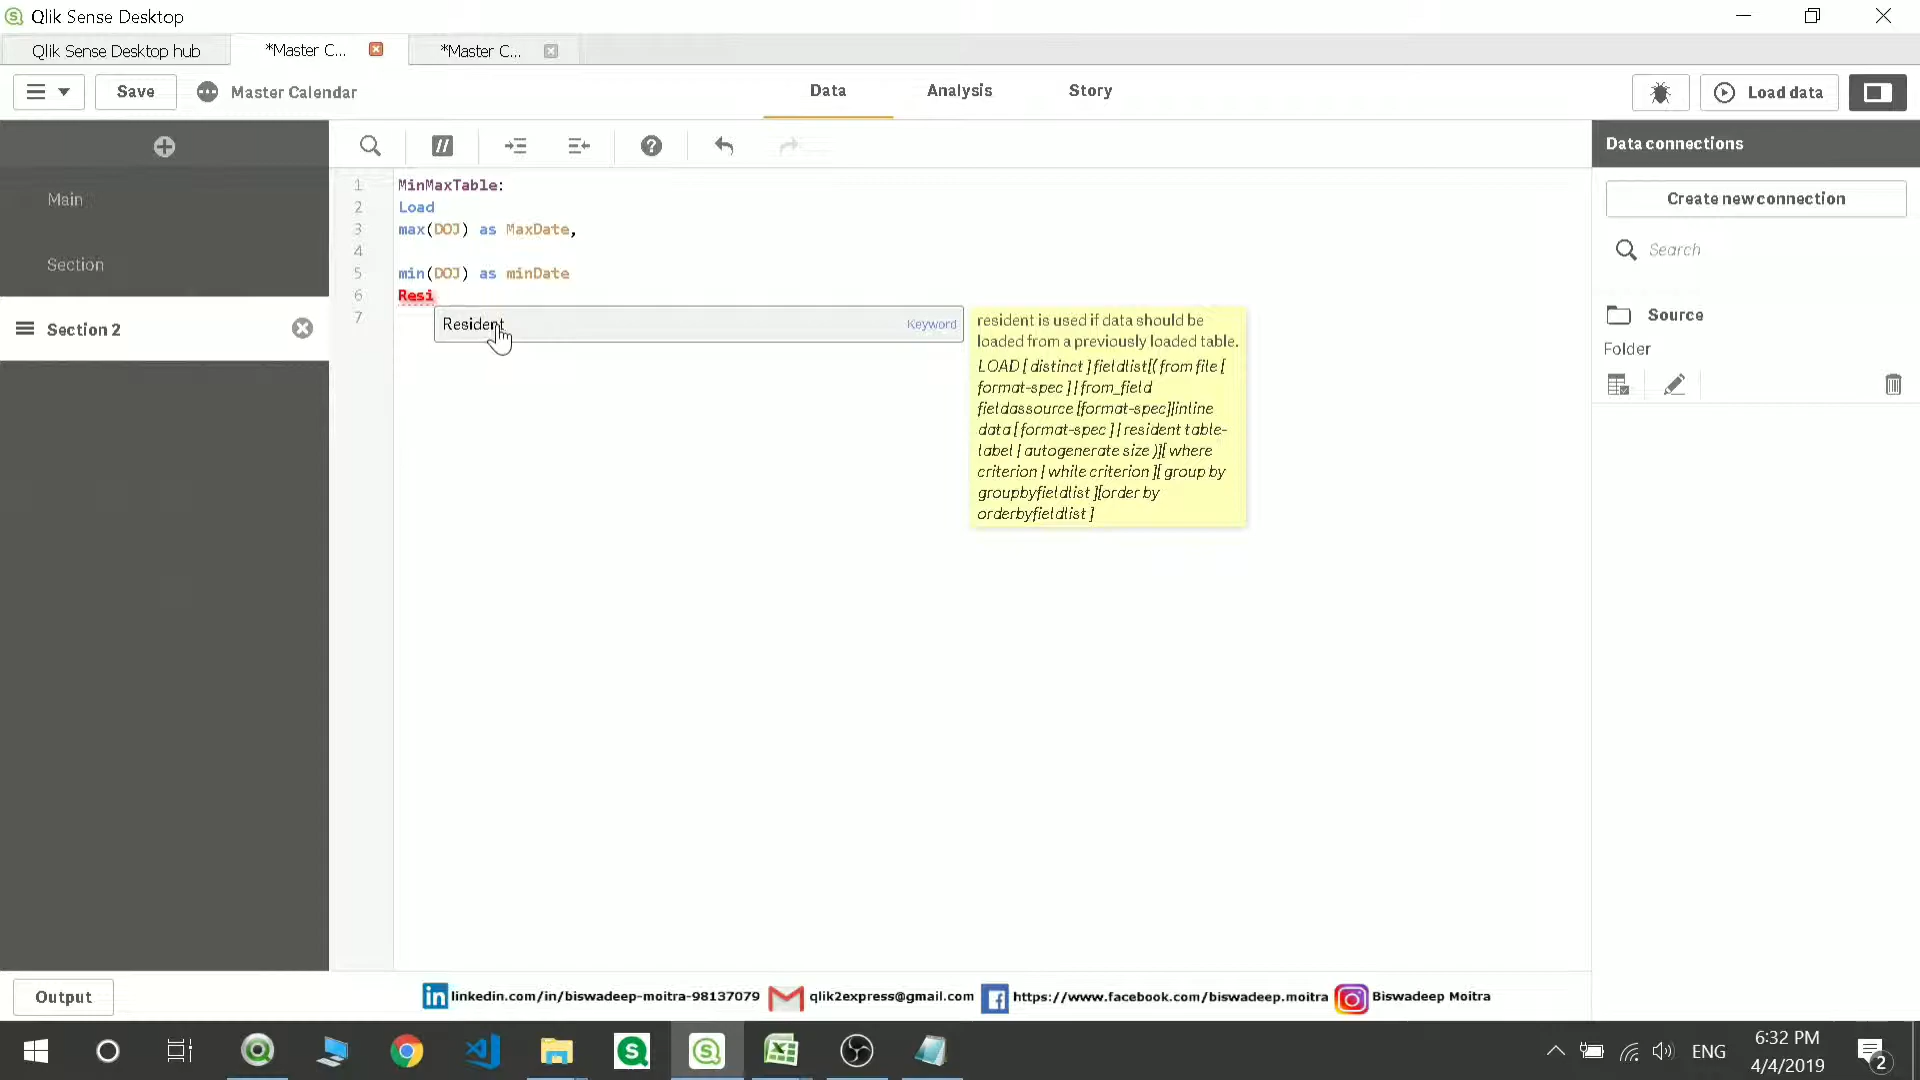 Qlik Sense Desktop
Qlik Sense Desktop hub
*Master C...
*Master C...
Save
Master Calendar
Data
Analysis
Story
Load data
Main
Section
Section 2
1 MinMaxTable:
2 Load
3 max(DOJ) as MaxDate,
4
5 min(DOJ) as minDate
6 Resi
7
Resident
Keyword
resident is used if data should be
loaded from a previously loaded table.
LOAD [ distinct ] fieldlist[( from file [
format-spec ] | from_field
fieldassource [format-spec]|inline
data [ format-spec ] | resident table-
label | autogenerate size )][ where
criterion | while criterion ][ group by
groupbyfieldlist ][order by
orderbyfieldlist ]
Data connections
Create new connection
Search
Source
Folder
Output
linkedin.com/in/biswadeep-moitra-98137079
qlik2express@gmail.com
https://www.facebook.com/biswadeep.moitra
Biswadeep Moitra
ENG
6:32 PM
4/4/2019
2